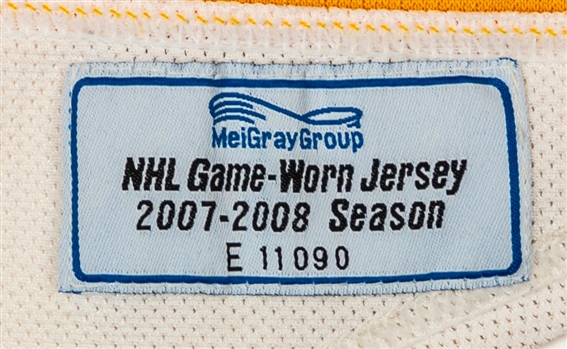 MeiGrayGroup
NHL Game-Worn Jersey
2007-2008 Season
E 11090